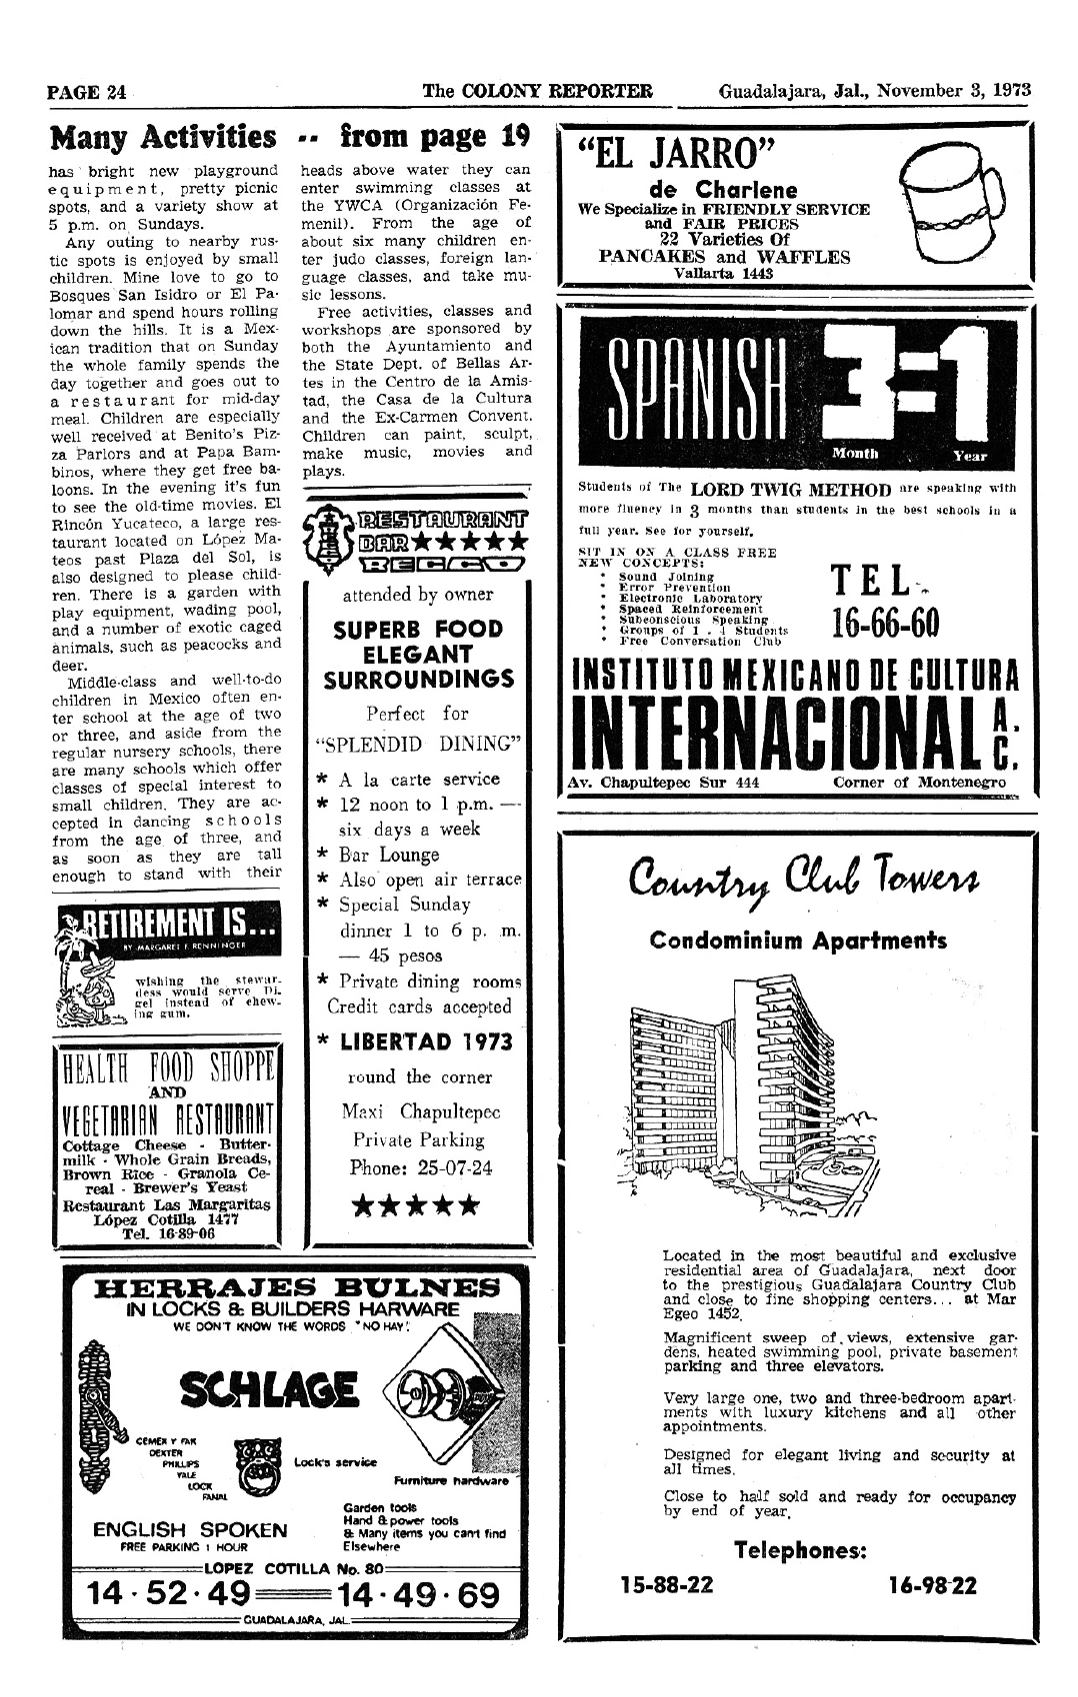 PAGE 24
The COLONY REPORTER
Guadalajara, Jal., November 3, 1973
Many Activities -- from page 19
has bright new playground
equipment, pretty picnic
spots, and a variety show at
5 p.m. on Sundays.
Any outing to nearby rus-
tic spots is enjoyed by small
children. Mine love to go to
Bosques San Isidro or El Pa-
lomar and spend hours rolling
down the hills. It is a Mex-
ican tradition that on Sunday
the whole family spends the
day together and goes out to
a restaurant for mid-day
meal. Children are especially
well received at Benito's Piz-
za Parlors and at Papa Bam-
binos, where they get free ba-
loons. In the evening it's fun
to see the old-time movies. El
Rincón Yucateco, a large res-
taurant located on López Ma-
teos past Plaza del Sol, is
also designed to please child-
ren. There is a garden with
play equipment, wading pool,
and a number of exotic caged
animals, such as peacocks and
deer.
Middle-class and well-to-do
children in Mexico often en-
ter school at the age of two
or three, and aside from the
regular nursery schools, there
are many schools which offer
classes of special interest to
small children. They are ac-
cepted in dancing schools
from the age of three, and
as soon as they are tall
enough to stand with their
heads above water they can
enter swimming classes at
the YWCA (Organización Fe-
menil). From the age of
about six many children en-
ter judo classes, foreign lan-
guage classes, and take mu-
sic lessons.
Free activities, classes and
workshops are sponsored by
both the Ayuntamiento and
the State Dept. of Bellas Ar-
tes in the Centro de la Amis-
tad, the Casa de la Cultura
and the Ex-Carmen Convent.
Children can paint, sculpt,
make music, movies and
plays.
RETIREMENT IS...
BY MARGARET F. RENNINGER
wishing the stewar-
dess would serve Di-
gel instead of chew-
ing gum.
HEALTH FOOD SHOPPE
AND
VEGETARIAN RESTAURANT
Cottage Cheese - Butter-
milk - Whole Grain Breads,
Brown Rice - Granola Ce-
real - Brewer's Yeast
Restaurant Las Margaritas
López Cotilla 1477
Tel. 16-89-06
RESTAURANT
BAR ★★★★★
RECCO
attended by owner
SUPERB FOOD
ELEGANT
SURROUNDINGS
Perfect for
"SPLENDID DINING"
* A la carte service
* 12 noon to 1 p.m. —
six days a week
* Bar Lounge
* Also open air terrace
* Special Sunday
dinner 1 to 6 p. m.
— 45 pesos
* Private dining rooms
Credit cards accepted
* LIBERTAD 1973
round the corner
Maxi Chapultepec
Private Parking
Phone: 25-07-24
★★★★★
HERRAJES BULNES
IN LOCKS & BUILDERS HARWARE
WE DON'T KNOW THE WORDS "NO HAY".
SCHLAGE
CEMEX Y FAK
DEXTER
PHILLIPS
YALE
LOCK
FANAL
Lock's service
Furniture hardware
Garden tools
Hand & power tools
& Many items you cant find
Elsewhere
ENGLISH SPOKEN
FREE PARKING 1 HOUR
LOPEZ COTILLA No. 80
14·52·49 14·49·69
GUADALAJARA, JAL.
"EL JARRO"
de Charlene
We Specialize in FRIENDLY SERVICE
and FAIR PRICES
22 Varieties Of
PANCAKES and WAFFLES
Vallarta 1443
SPANISH 3=1
Month Year
Students of The LORD TWIG METHOD are speaking with
more fluency in 3 months than students in the best schools in a
full year. See for yourself.
SIT IN ON A CLASS FREE
NEW CONCEPTS:
* Sound Joining
* Error Prevention
* Electronic Laboratory
* Spaced Reinforcement
* Subconscious Speaking
* Groups of 1 - 4 Students
* Free Conversation Club
TEL.
16-66-60
INSTITUTO MEXICANO DE CULTURA
INTERNACIONAL A.C.
Av. Chapultepec Sur 444 Corner of Montenegro
Country Club Towers
Condominium Apartments
Located in the most beautiful and exclusive
residential area of Guadalajara, next door
to the prestigious Guadalajara Country Club
and close to fine shopping centers... at Mar
Egeo 1452.
Magnificent sweep of views, extensive gar-
dens, heated swimming pool, private basement
parking and three elevators.
Very large one, two and three-bedroom apart-
ments with luxury kitchens and all other
appointments.
Designed for elegant living and security at
all times.
Close to half sold and ready for occupancy
by end of year.
Telephones:
15-88-22 16-98-22